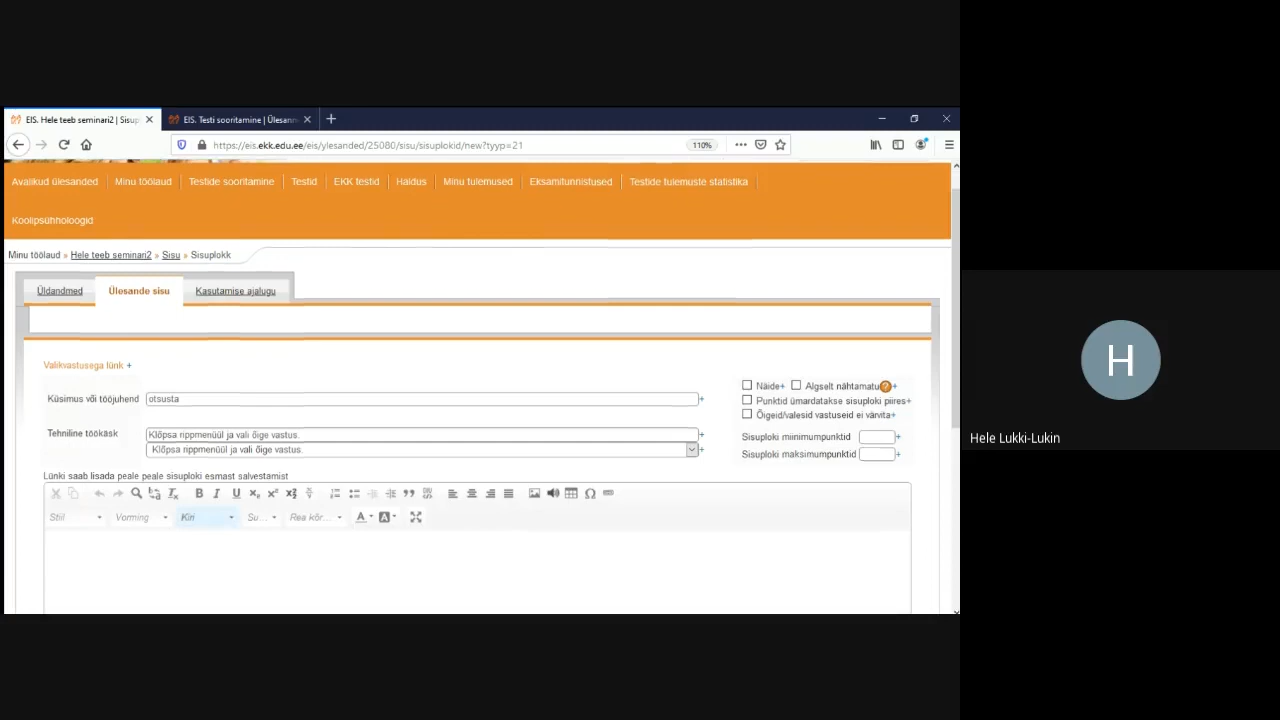 EIS. Hele teeb seminari2 | Sisup
EIS. Testi sooritamine | Ülesann
https://eis.ekk.edu.ee/eis/ylesanded/25080/sisu/sisuplokid/new?tyyp=21
110%
Avalikud ülesanded Minu töölaud Testide sooritamine Testid EKK testid Haldus Minu tulemused Eksamitunnistused Testide tulemuste statistika
Koolipsühholoogid
Minu töölaud » Hele teeb seminari2 » Sisu » Sisuplokk
Üldandmed Ülesande sisu Kasutamise ajalugu
Valikvastusega lünk +
Näide+ Algselt nähtamatu?+
Küsimus või tööjuhend otsusta +
Punktid ümardatakse sisuploki piires+
Õigeid/valesid vastuseid ei värvita+
Tehniline töökäsk Klõpsa rippmenüül ja vali õige vastus. +
Sisuploki miinimumpunktid +
Klõpsa rippmenüül ja vali õige vastus. +
Sisuploki maksimumpunktid +
Lünki saab lisada peale peale sisuploki esmast salvestamist
Stiil Vorming Kiri Su... Rea kõr...
H
Hele Lukki-Lukin